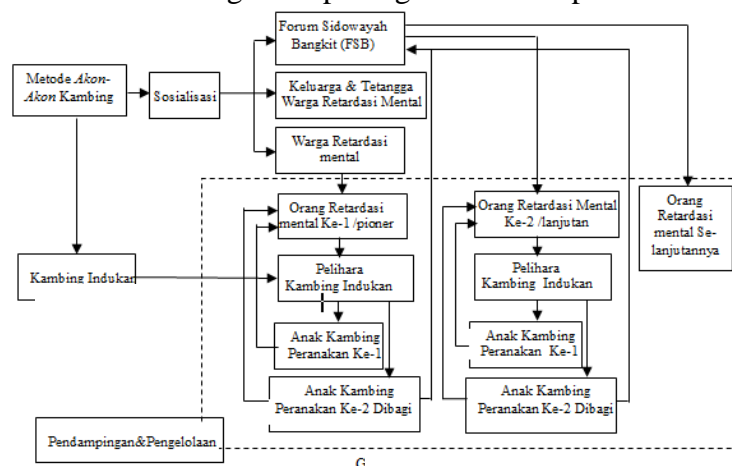 Forum Sidowayah
Bangkit (FSB)
Metode Akon-
Akon Kambing
Sosialisasi
Keluarga & Tetangga
Warga Retardasi Mental
Warga Retardasi
mental
Orang Retardasi
mental Ke-1 /pioner
Orang Retardasi Mental
Ke-2 /lanjutan
Orang
Retardasi
mental Se-
lanjutannya
Kambing Indukan
Pelihara
Kambing Indukan
Pelihara
Kambing Indukan
Anak Kambing
Peranakan Ke-1
Anak Kambing
Peranakan Ke-1
Anak Kambing
Peranakan Ke-2 Dibagi
Anak Kambing
Peranakan Ke-2 Dibagi
Pendampingan&Pengelolaan